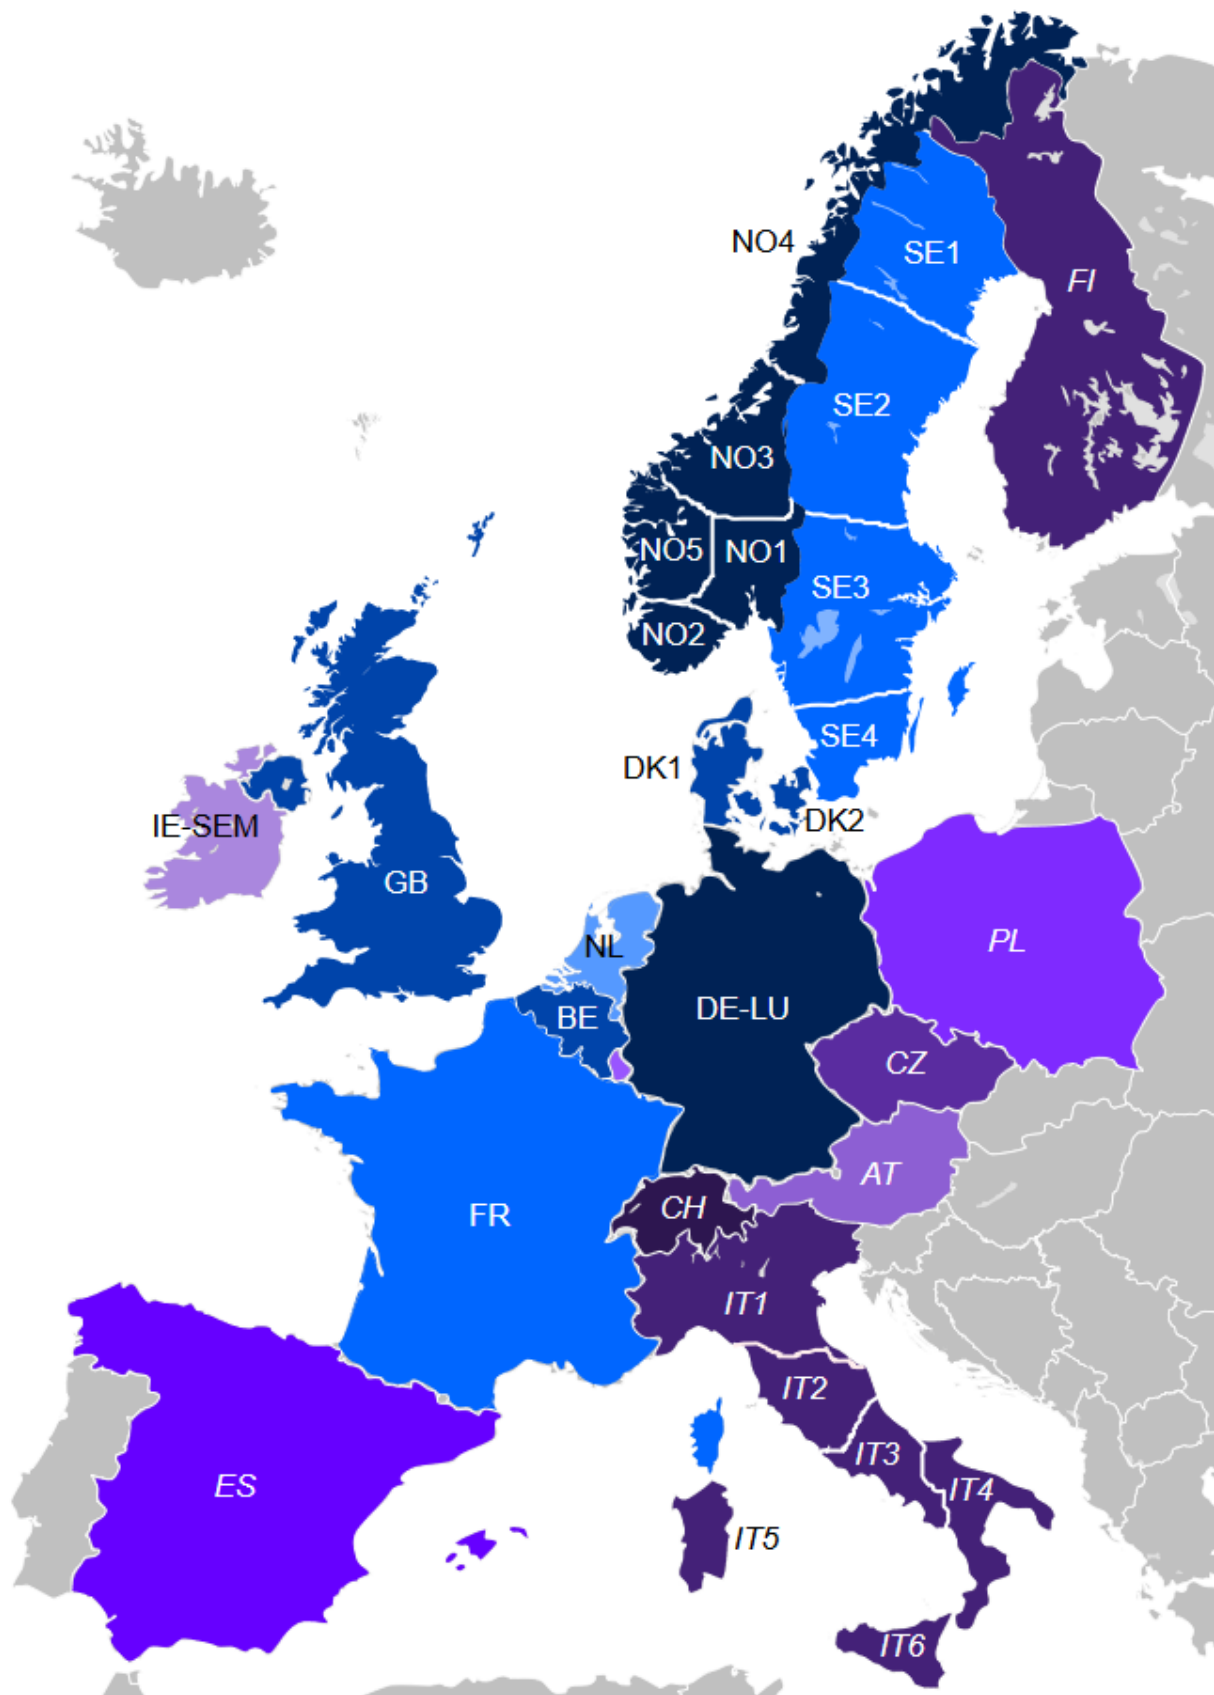 NO4
SE1
FI
SE2
NO3
NO5
NO1
SE3
NO2
SE4
DK1
DK2
IE-SEM
GB
NL
PL
DE-LU
BE
CZ
AT
CH
FR
IT1
IT2
IT3
ES
IT4
IT5
IT6